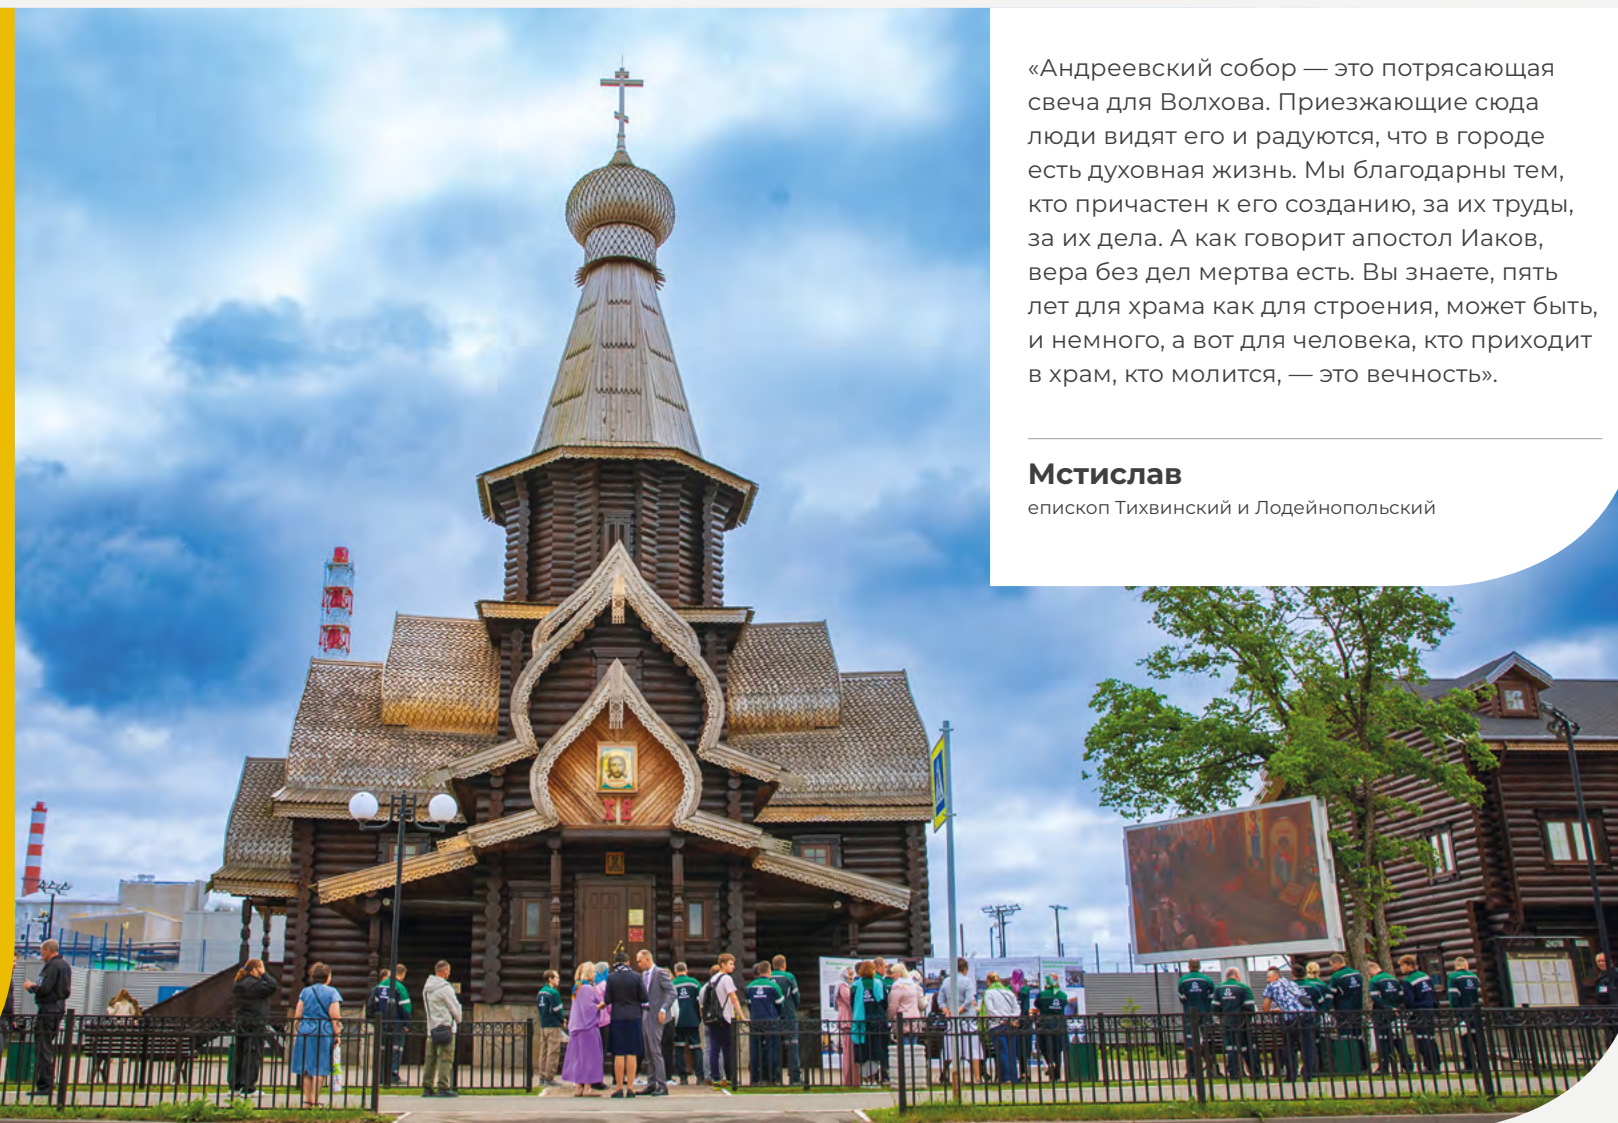 «Андреевский собор — это потрясающая
свеча для Волхова. Приезжающие сюда
люди видят его и радуются, что в городе
есть духовная жизнь. Мы благодарны тем,
кто причастен к его созданию, за их труды,
за их дела. А как говорит апостол Иаков,
вера без дел мертва есть. Вы знаете, пять
лет для храма как для строения, может быть,
и немного, а вот для человека, кто приходит
в храм, кто молится, — это вечность».
Мстислав
епископ Тихвинский и Лодейнопольский
ХВ